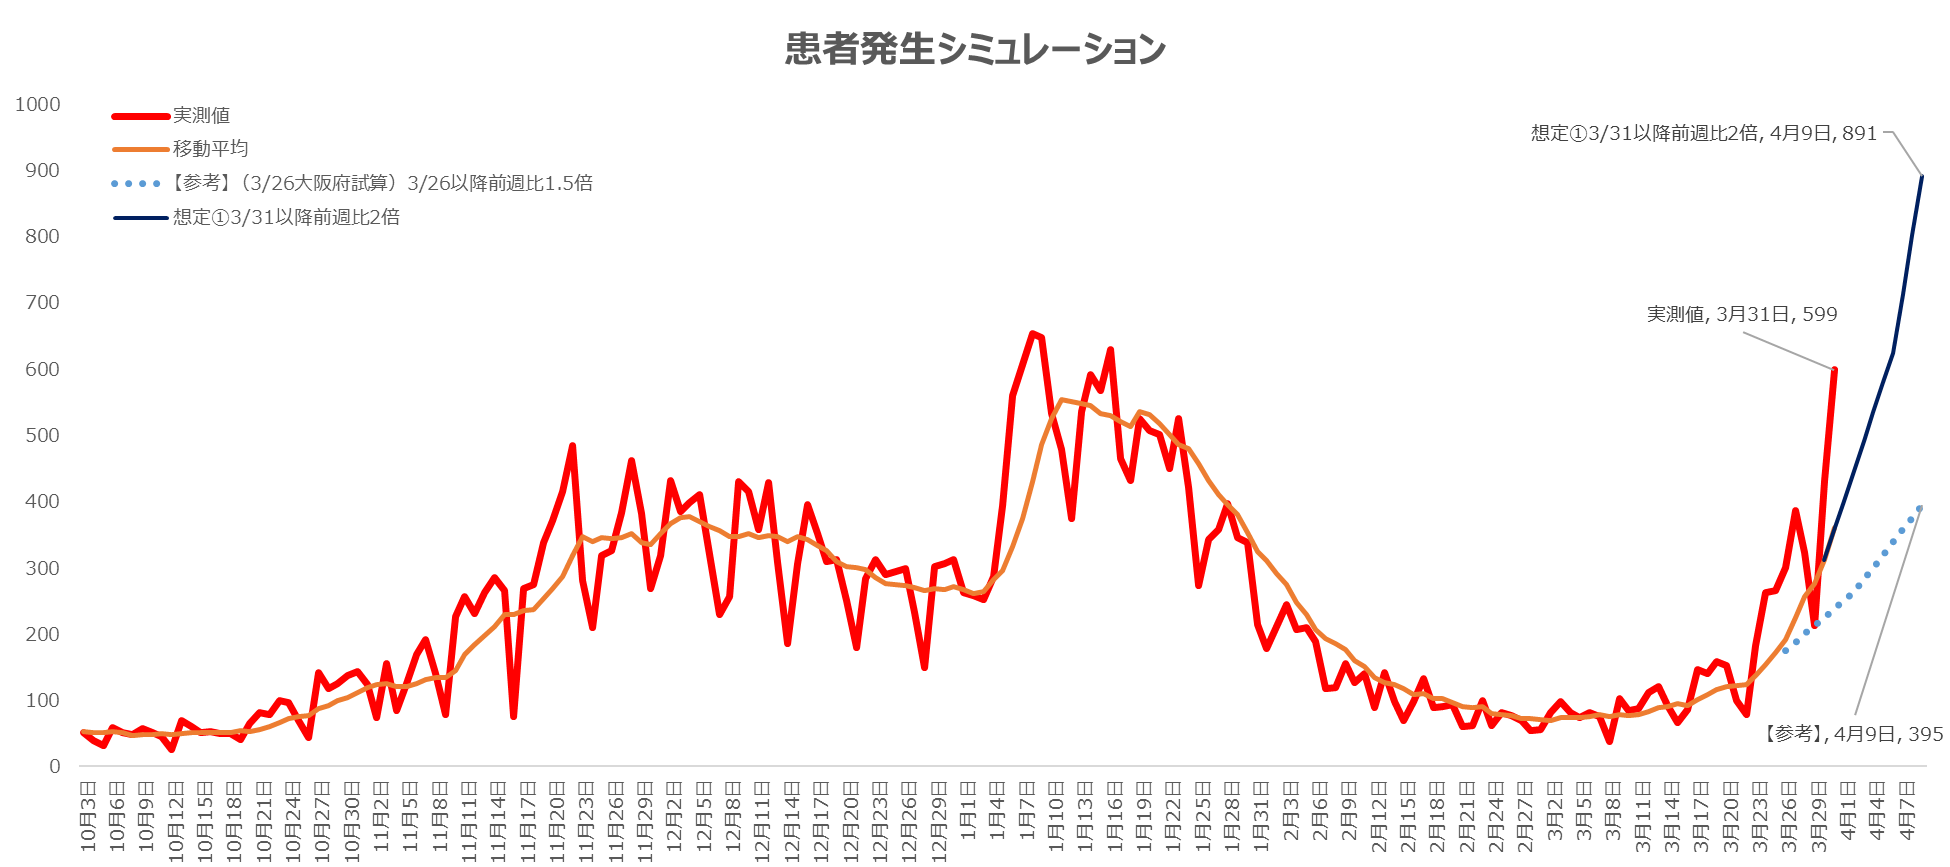 患者発生シミュレーション
1000
900
800
700
600
500
400
300
200
100
0
実測値
移動平均
【参考】（3/26大阪府試算）3/26以降前週比1.5倍
想定①3/31以降前週比2倍
想定①3/31以降前週比2倍, 4月9日, 891
実測値, 3月31日, 599
【参考】, 4月9日, 395
10月3日
10月6日
10月9日
10月12日
10月15日
10月18日
10月21日
10月24日
10月27日
10月30日
11月2日
11月5日
11月8日
11月11日
11月14日
11月17日
11月20日
11月23日
11月26日
11月29日
12月2日
12月5日
12月8日
12月11日
12月14日
12月17日
12月20日
12月23日
12月26日
12月29日
1月1日
1月4日
1月7日
1月10日
1月13日
1月16日
1月19日
1月22日
1月25日
1月28日
1月31日
2月3日
2月6日
2月9日
2月12日
2月15日
2月18日
2月21日
2月24日
2月27日
3月2日
3月5日
3月8日
3月11日
3月14日
3月17日
3月20日
3月23日
3月26日
3月29日
4月1日
4月4日
4月7日